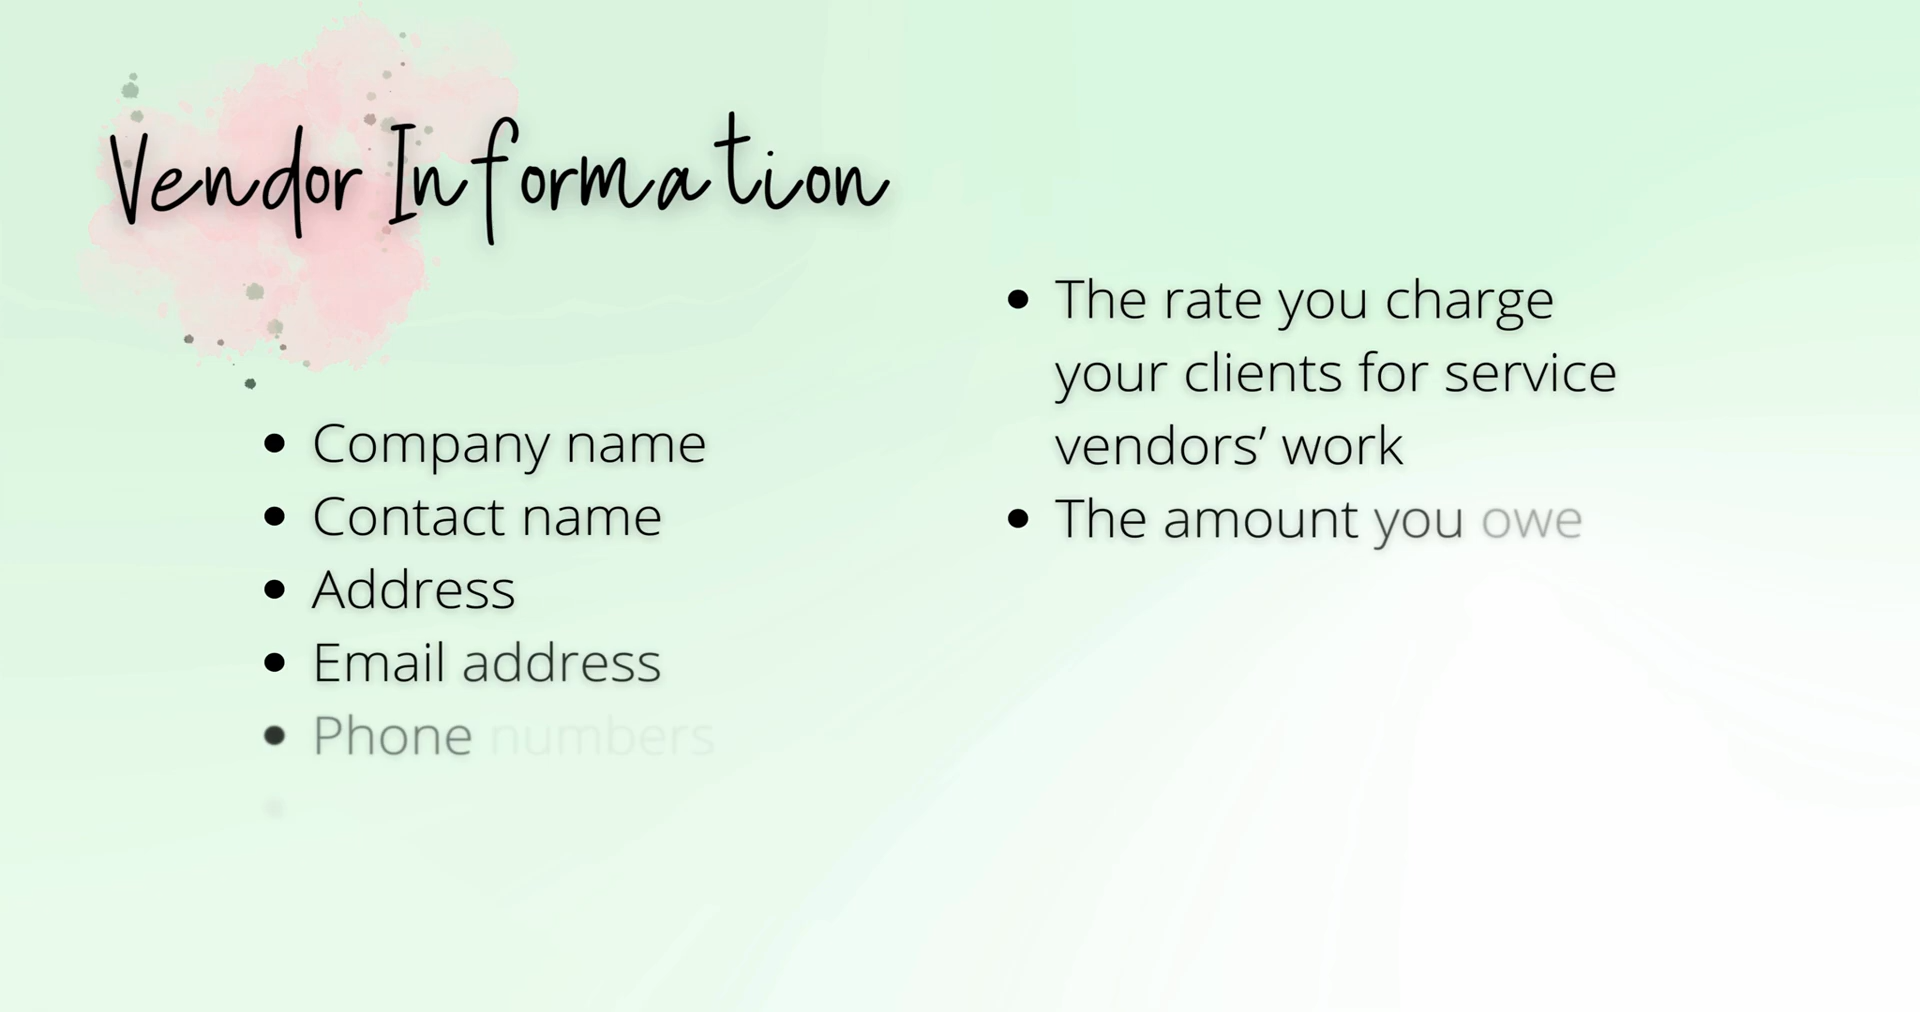 Vendor Information
• Company name
• Contact name
• Address
• Email address
• Phone numbers
•
• The rate you charge
your clients for service
vendors’ work
• The amount you owe